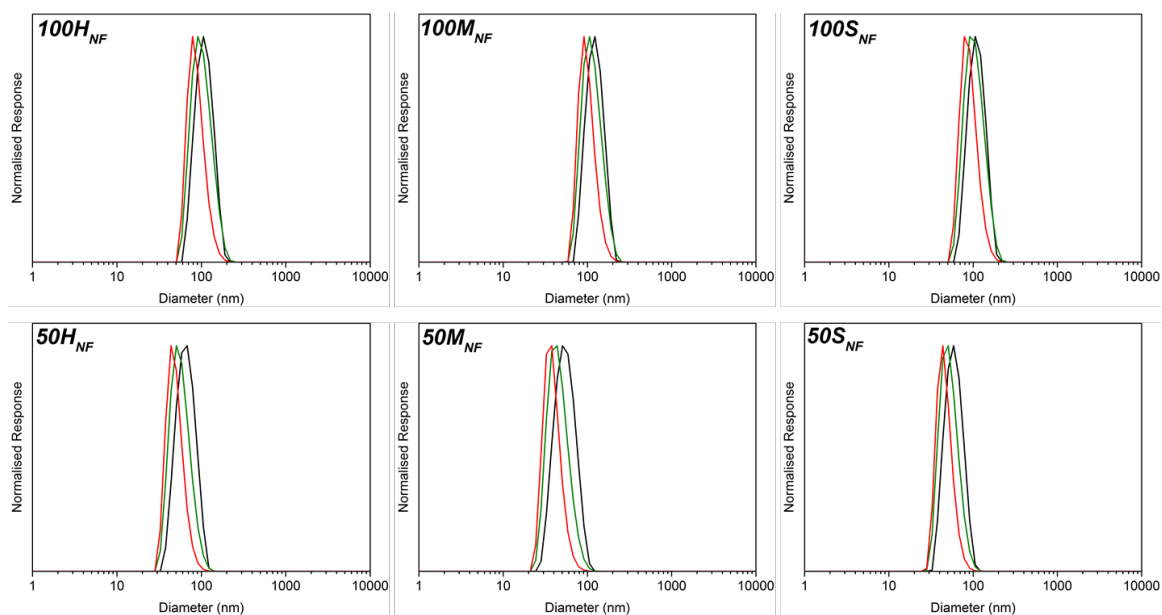 100H_NF
Normalised Response
1 10 100 1000 10000
Diameter (nm)
100M_NF
Normalised Response
1 10 100 1000 10000
Diameter (nm)
100S_NF
Normalised Response
1 10 100 1000 10000
Diameter (nm)
50H_NF
Normalised Response
1 10 100 1000 10000
Diameter (nm)
50M_NF
Normalised Response
1 10 100 1000 10000
Diameter (nm)
50S_NF
Normalised Response
1 10 100 1000 10000
Diameter (nm)